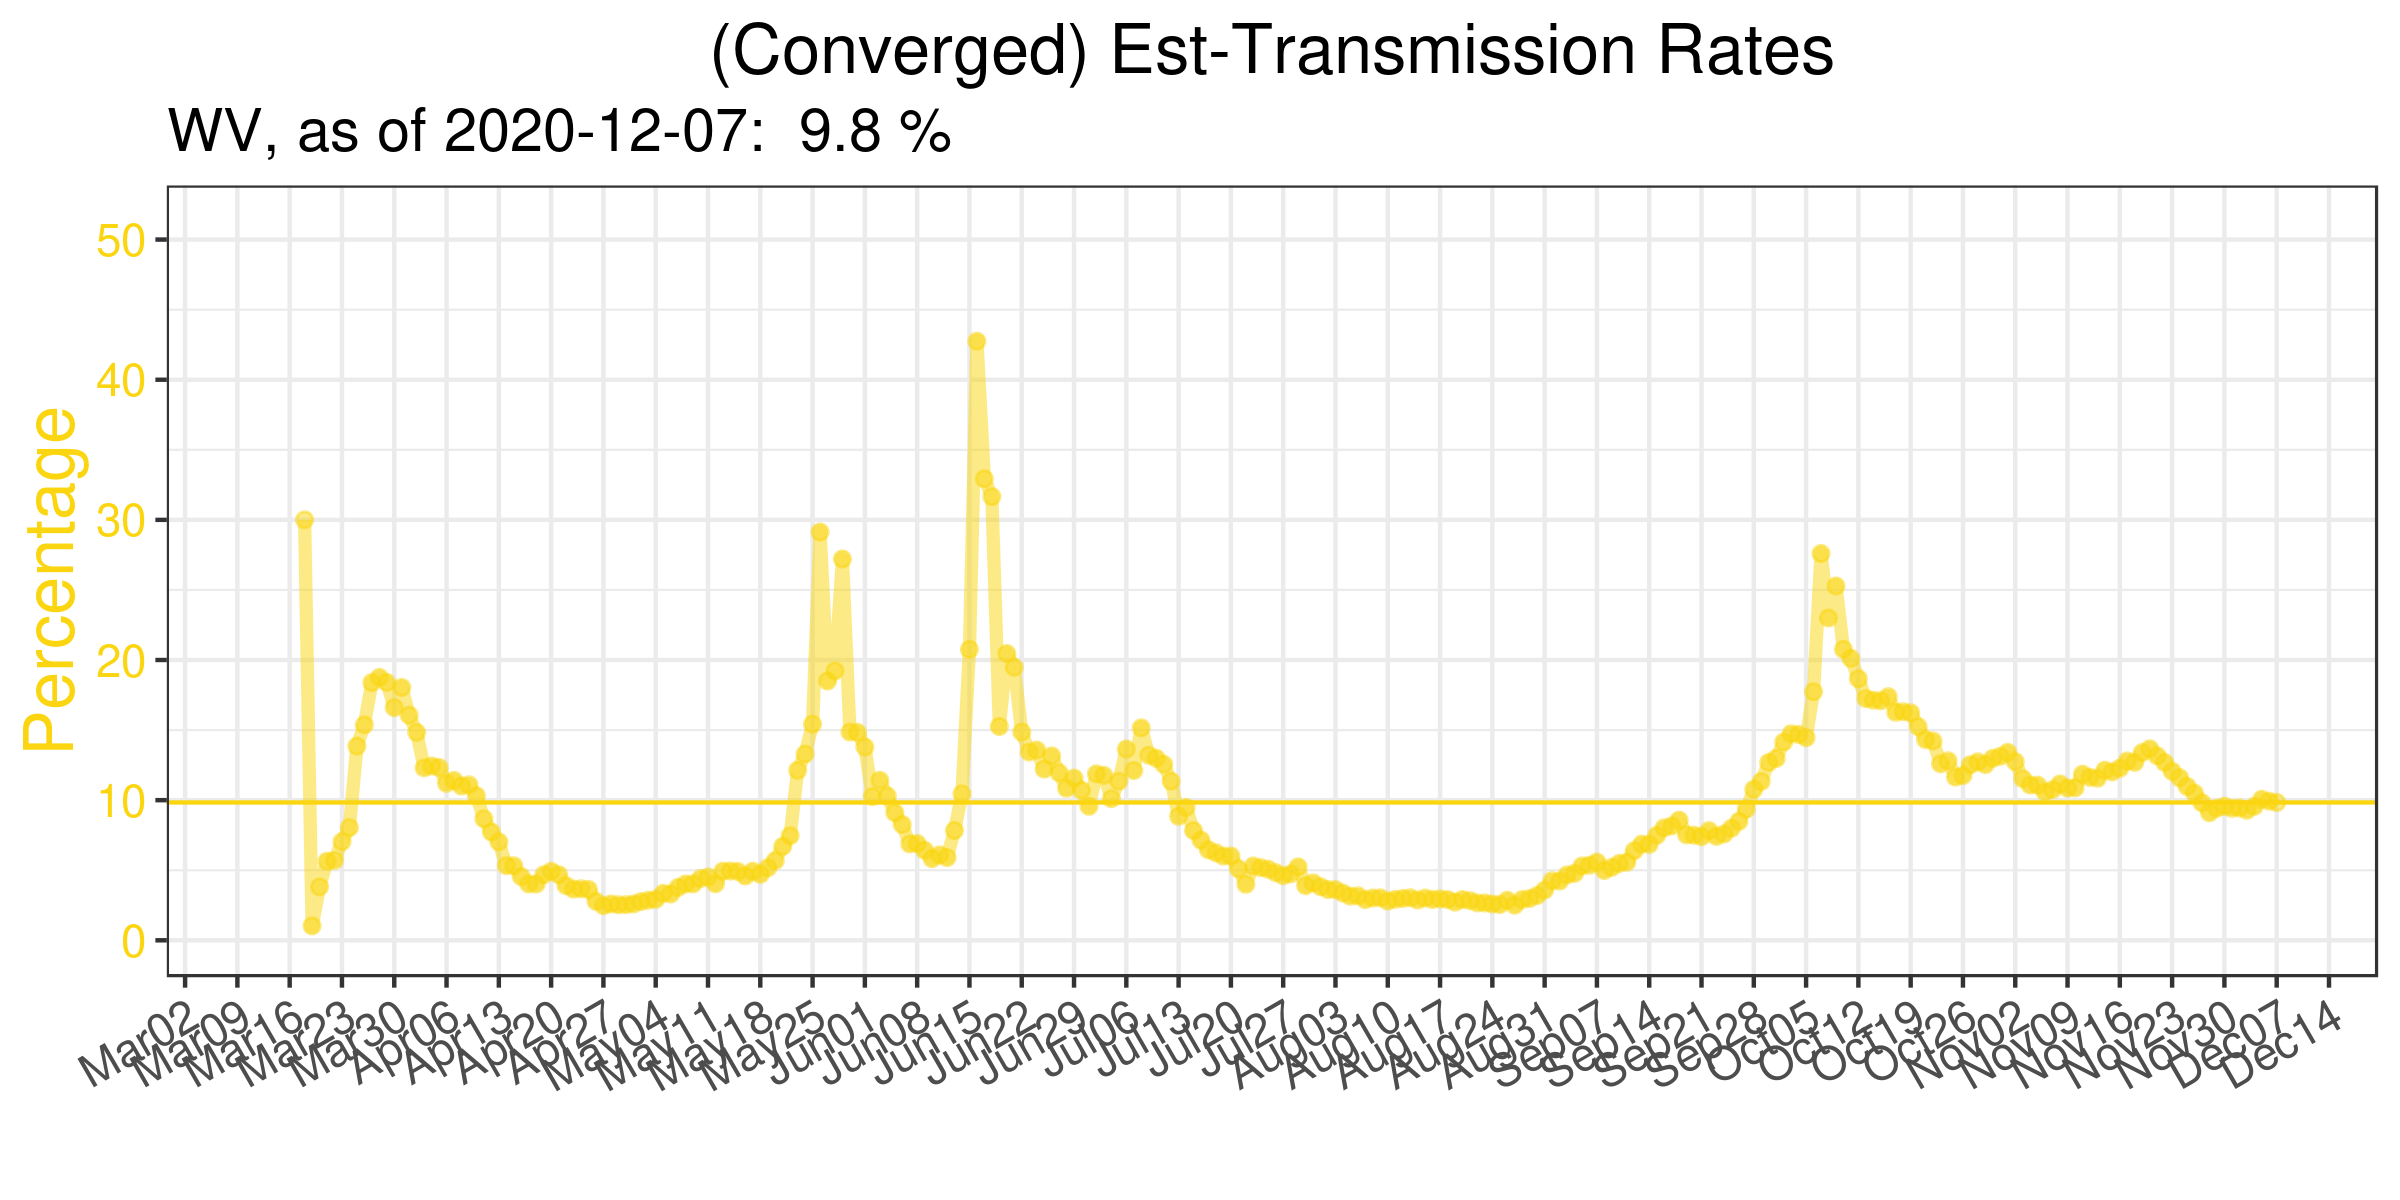 (Converged) Est-Transmission Rates
WV, as of 2020-12-07:  9.8 %
Percentage
50
40
30
20
10
0
Mar02
Mar09
Mar16
Mar23
Mar30
Apr06
Apr13
Apr20
Apr27
May04
May11
May18
May25
Jun01
Jun08
Jun15
Jun22
Jun29
Jul06
Jul13
Jul20
Jul27
Aug03
Aug10
Aug17
Aug24
Aug31
Sep07
Sep14
Sep21
Sep28
Oct05
Oct12
Oct19
Oct26
Nov02
Nov09
Nov16
Nov23
Nov30
Dec07
Dec14